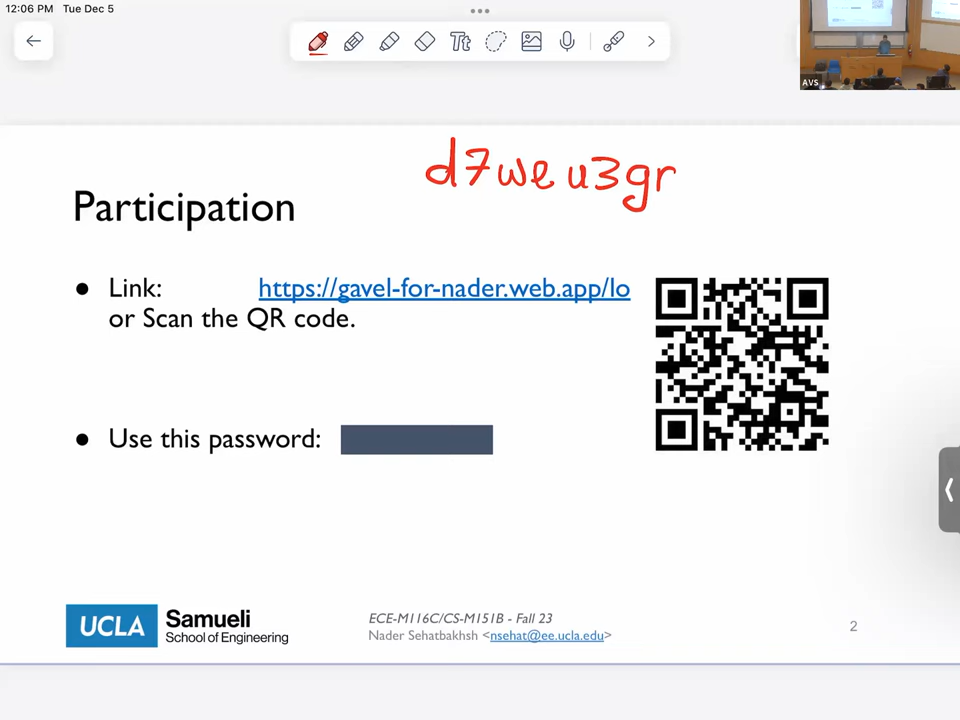 12:06 PM Tue Dec 5
Tt
AVS
d7we u3gr
Participation
● Link: https://gavel-for-nader.web.app/lo
or Scan the QR code.
● Use this password:
UCLA Samueli
School of Engineering
ECE-M116C/CS-M151B - Fall 23
Nader Sehatbakhsh <nsehat@ee.ucla.edu>
2